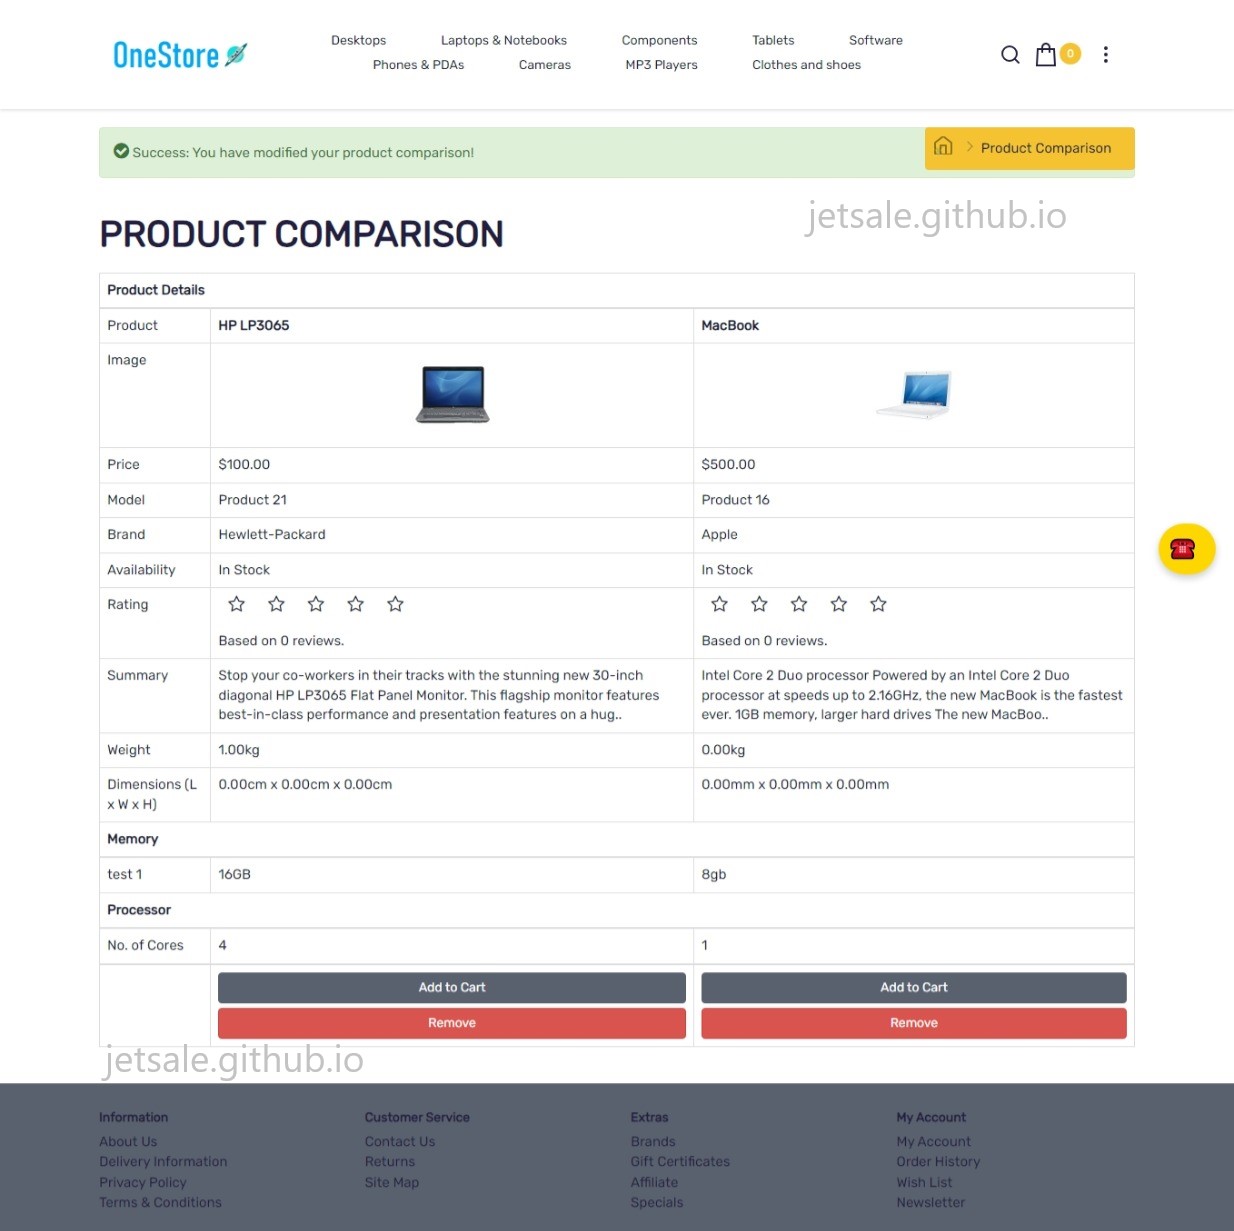 OneStore
Desktops Laptops & Notebooks Components Tablets Software
Phones & PDAs Cameras MP3 Players Clothes and shoes
0
Success: You have modified your product comparison!
Product Comparison
jetsale.github.io
PRODUCT COMPARISON
Product Details
Product HP LP3065 MacBook
Image
Price $100.00 $500.00
Model Product 21 Product 16
Brand Hewlett-Packard Apple
Availability In Stock In Stock
Rating
Based on 0 reviews. Based on 0 reviews.
Summary Stop your co-workers in their tracks with the stunning new 30-inch Intel Core 2 Duo processor Powered by an Intel Core 2 Duo
diagonal HP LP3065 Flat Panel Monitor. This flagship monitor features processor at speeds up to 2.16GHz, the new MacBook is the fastest
best-in-class performance and presentation features on a hug.. ever. 1GB memory, larger hard drives The new MacBoo..
Weight 1.00kg 0.00kg
Dimensions (L 0.00cm x 0.00cm x 0.00cm 0.00mm x 0.00mm x 0.00mm
x W x H)
Memory
test 1 16GB 8gb
Processor
No. of Cores 4 1
Add to Cart Add to Cart
Remove Remove
jetsale.github.io
Information Customer Service Extras My Account
About Us Contact Us Brands My Account
Delivery Information Returns Gift Certificates Order History
Privacy Policy Site Map Affiliate Wish List
Terms & Conditions Specials Newsletter